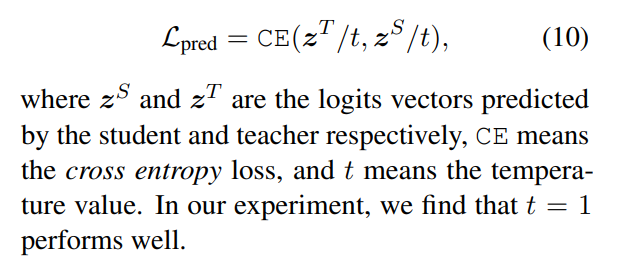 ℒ_pred = CE(z^T/t, z^S/t), (10)
where z^S and z^T are the logits vectors predicted
by the student and teacher respectively, CE means
the cross entropy loss, and t means the tempera-
ture value. In our experiment, we find that t = 1
performs well.